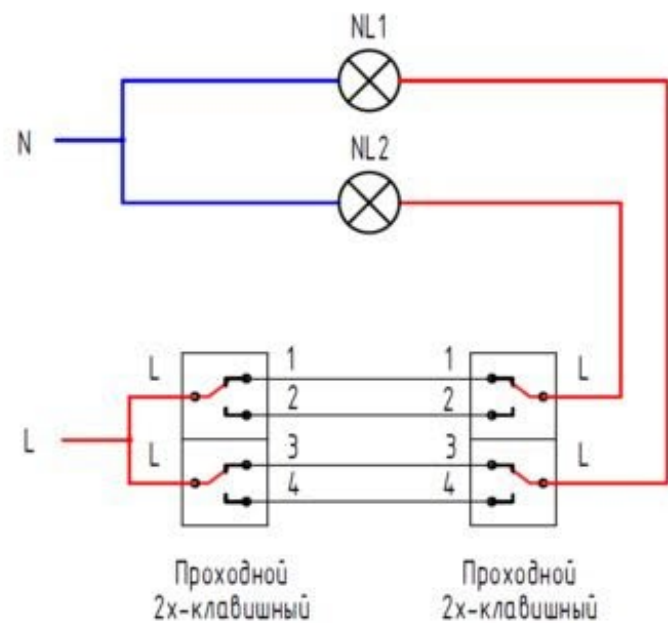 NL1
N
NL2
L 1 1 L
2 2
L
L 3 3 L
4 4
Проходной Проходной
2х-клавишный 2х-клавишный